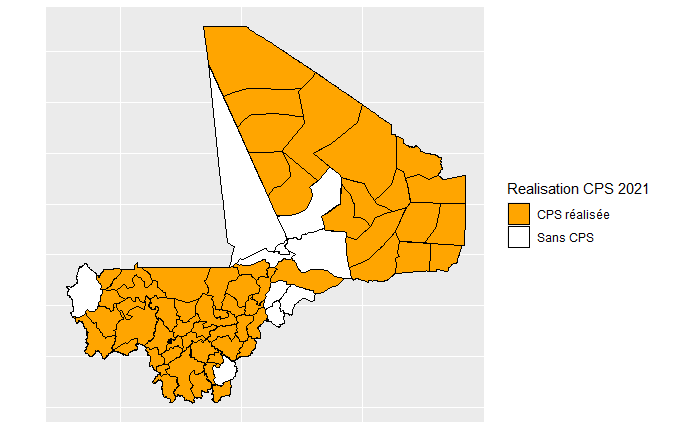 Realisation CPS 2021
CPS réalisée
Sans CPS